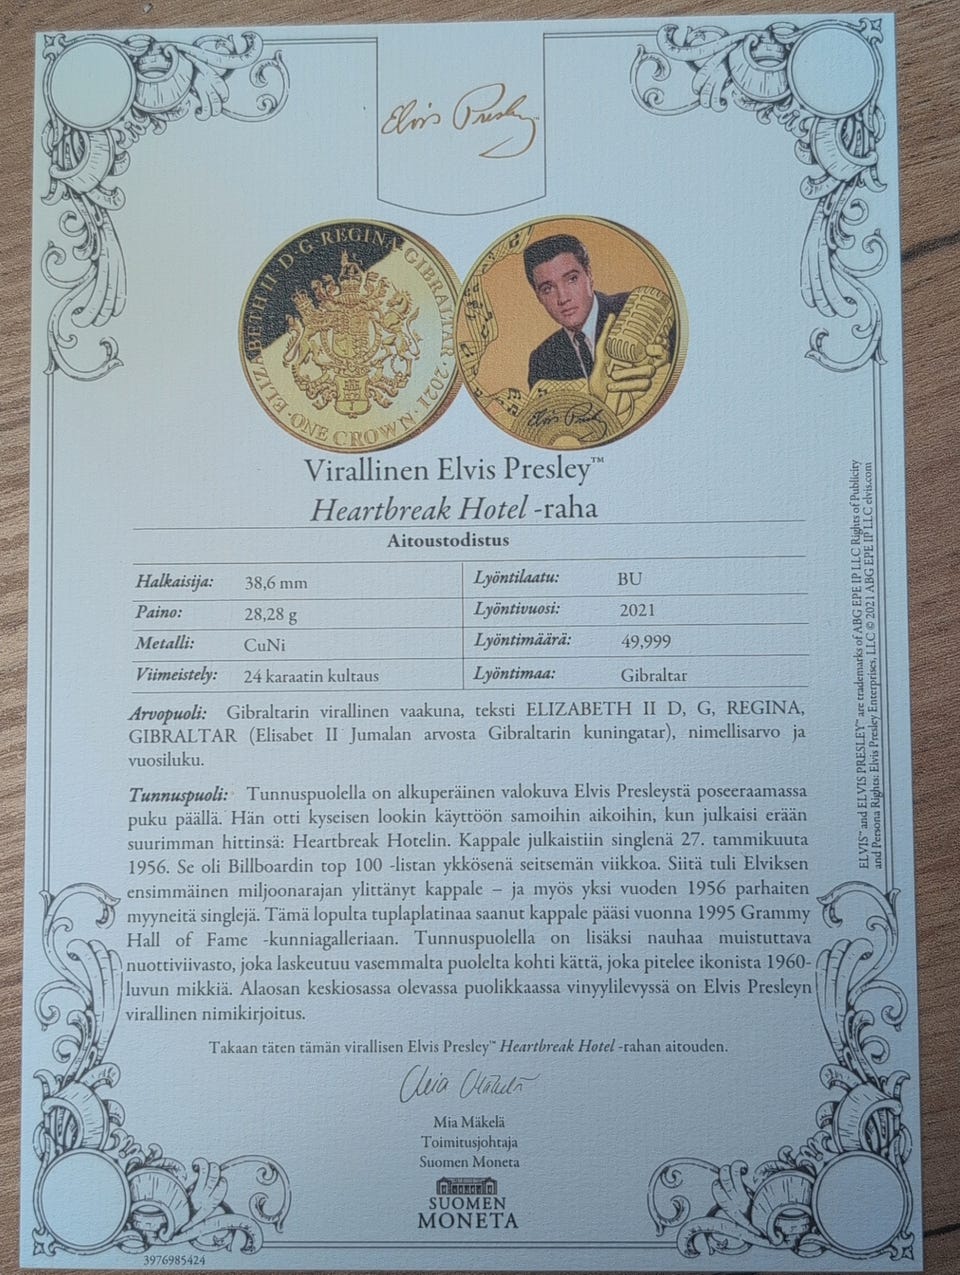 Elvis Presley™
ELIZABETH II · D · G · REGINA GIBRALTAR · 2021
· ONE CROWN ·
Elvis Presley
Virallinen Elvis Presley™
Heartbreak Hotel -raha
Aitoustodistus
Halkaisija: 38,6 mm Lyöntilaatu: BU
Paino: 28,28 g Lyöntivuosi: 2021
Metalli: CuNi Lyöntimäärä: 49,999
Viimeistely: 24 karaatin kultaus Lyöntimaa: Gibraltar
Arvopuoli: Gibraltarin virallinen vaakuna, teksti ELIZABETH II D, G, REGINA,
GIBRALTAR (Elisabet II Jumalan arvosta Gibraltarin kuningatar), nimellisarvo ja
vuosiluku.
Tunnuspuoli: Tunnuspuolella on alkuperäinen valokuva Elvis Presleystä poseeraamassa
puku päällä. Hän otti kyseisen lookin käyttöön samoihin aikoihin, kun julkaisi erään
suurimman hittinsä: Heartbreak Hotelin. Kappale julkaistiin singlenä 27. tammikuuta
1956. Se oli Billboardin top 100 -listan ykkösenä seitsemän viikkoa. Siitä tuli Elviksen
ensimmäinen miljoonarajan ylittänyt kappale – ja myös yksi vuoden 1956 parhaiten
myyneitä singlejä. Tämä lopulta tuplaplatinaa saanut kappale pääsi vuonna 1995 Grammy
Hall of Fame -kunniagalleriaan. Tunnuspuolella on lisäksi nauhaa muistuttava
nuottiviivasto, joka laskeutuu vasemmalta puolelta kohti kättä, joka pitelee ikonista 1960-
luvun mikkiä. Alaosan keskiosassa olevassa puolikkaassa vinyylilevyssä on Elvis Presleyn
virallinen nimikirjoitus.
Takaan täten tämän virallisen Elvis Presley™ Heartbreak Hotel -rahan aitouden.
Mia Mäkelä
Mia Mäkelä
Toimitusjohtaja
Suomen Moneta
SUOMEN
MONETA
3976985424
ELVIS™ and ELVIS PRESLEY™ are trademarks of ABG EPE IP LLC Rights of Publicity
and Persona Rights: Elvis Presley Enterprises, LLC © 2021 ABG EPE IP LLC elvis.com